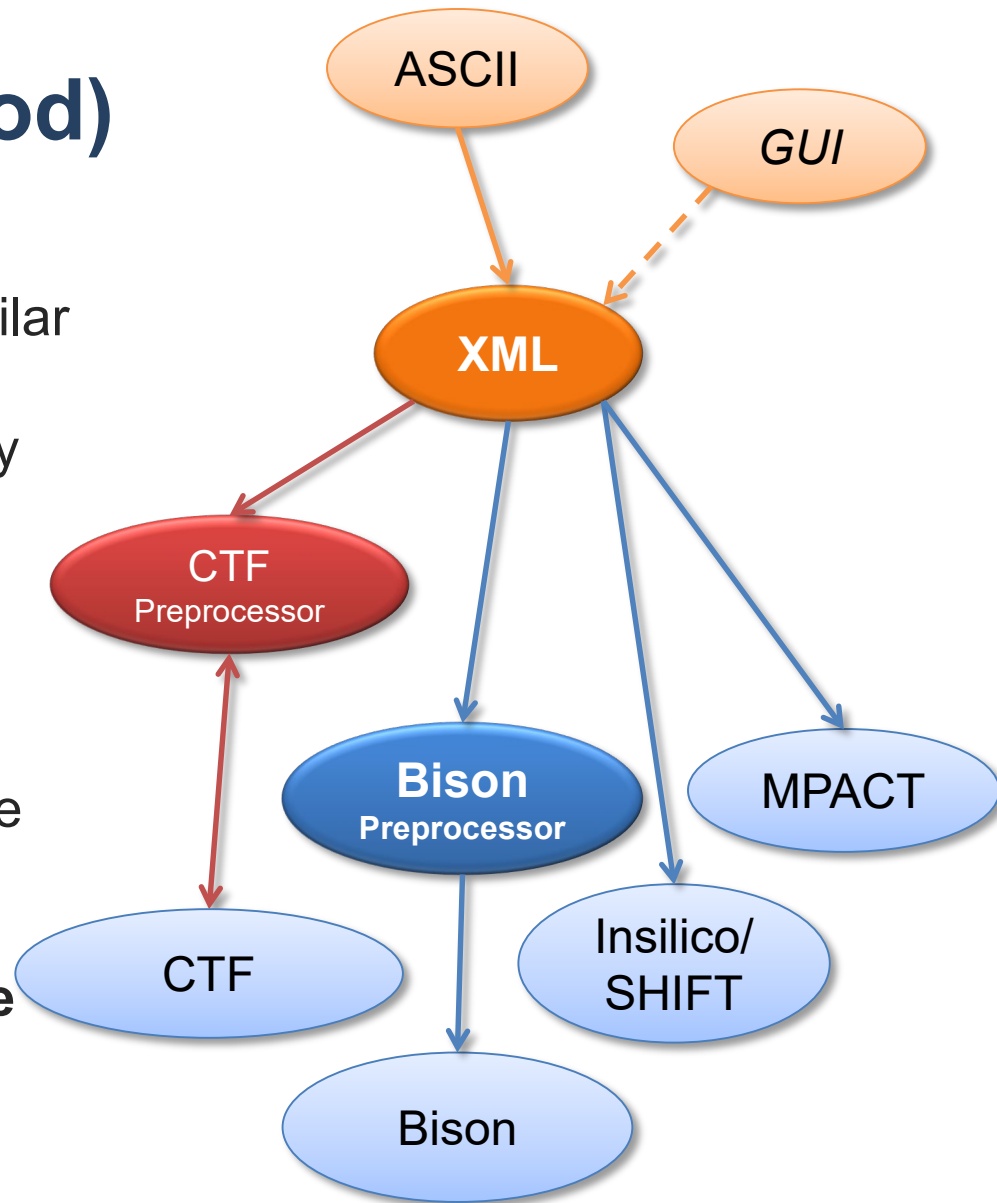 od)
ilar
y
e
e
ASCII
GUI
XML
CTF
Preprocessor
Bison
Preprocessor
MPACT
Insilico/
SHIFT
CTF
Bison